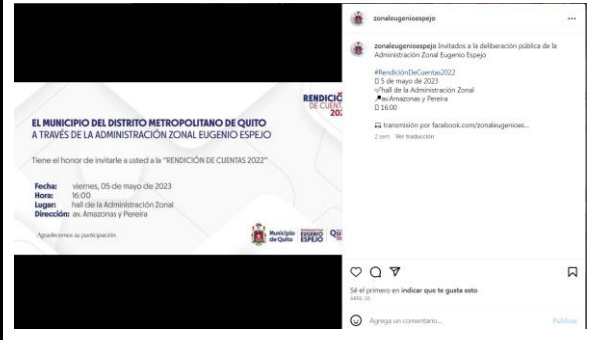 RENDICIÓ
DE CUENT
202
EL MUNICIPIO DEL DISTRITO METROPOLITANO DE QUITO
A TRAVÉS DE LA ADMINISTRACIÓN ZONAL EUGENIO ESPEJO
Tiene el honor de invitarle a usted a la "RENDICIÓN DE CUENTAS 2022"
Fecha: viernes, 05 de mayo de 2023
Hora: 16:00
Lugar: hall de la Administración Zonal
Dirección: av. Amazonas y Pereira
Agradecemos su participación.
Municipio
de Quito
EUGENIO
ESPEJO
zonaleugenioespejo
zonaleugenioespejo Invitados a la deliberación pública de la
Administración Zonal Eugenio Espejo
#RendiciónDeCuentas2022
5 de mayo de 2023
hall de la Administración Zonal
av.Amazonas y Pereira
16:00
transmisión por facebook.com/zonaleugenioes...
2 sem Ver traducción
Sé el primero en indicar que te gusta esto
ABRIL 20
Agrega un comentario...
Publicar